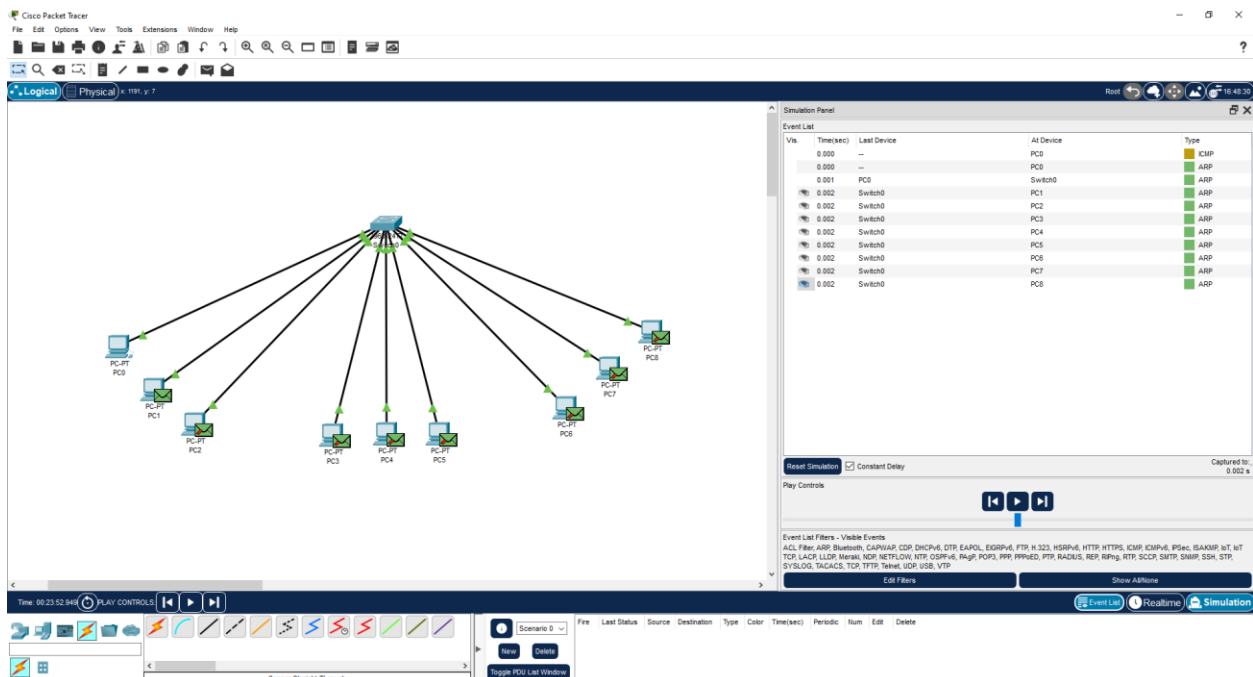 Cisco Packet Tracer
File Edit Options View Tools Extensions Window Help
?
Logical Physical x: 1191, y: 7
Root 16:48:30
Switch0
PC-PT
PC0
PC-PT
PC1
PC-PT
PC2
PC-PT
PC3
PC-PT
PC4
PC-PT
PC5
PC-PT
PC6
PC-PT
PC7
PC-PT
PC8
Simulation Panel
Event List
Vis. Time(sec) Last Device At Device Type
0.000 -- PC0 ICMP
0.000 -- PC0 ARP
0.001 PC0 Switch0 ARP
0.002 Switch0 PC1 ARP
0.002 Switch0 PC2 ARP
0.002 Switch0 PC3 ARP
0.002 Switch0 PC4 ARP
0.002 Switch0 PC5 ARP
0.002 Switch0 PC6 ARP
0.002 Switch0 PC7 ARP
0.002 Switch0 PC8 ARP
Reset Simulation Constant Delay
Captured to:
0.002 s
Play Controls
Event List Filters - Visible Events
ACL Filter, ARP, Bluetooth, CAPWAP, CDP, DHCPv6, DTP, EAPOL, EIGRPv6, FTP, H.323, HSRPv6, HTTP, HTTPS, ICMP, ICMPv6, IPSec, ISAKMP, IoT, IoT
TCP, LACP, LLDP, Meraki, NDP, NETFLOW, NTP, OSPFv6, PAgP, POP3, PPP, PPPoED, PTP, RADIUS, REP, RIPng, RTP, SCCP, SMTP, SNMP, SSH, STP,
SYSLOG, TACACS, TCP, TFTP, Telnet, UDP, USB, VTP
Edit Filters Show All/None
Time: 00:23:52.949 PLAY CONTROLS:
Event List Realtime Simulation
Scenario 0
New Delete
Toggle PDU List Window
Fire Last Status Source Destination Type Color Time(sec) Periodic Num Edit Delete